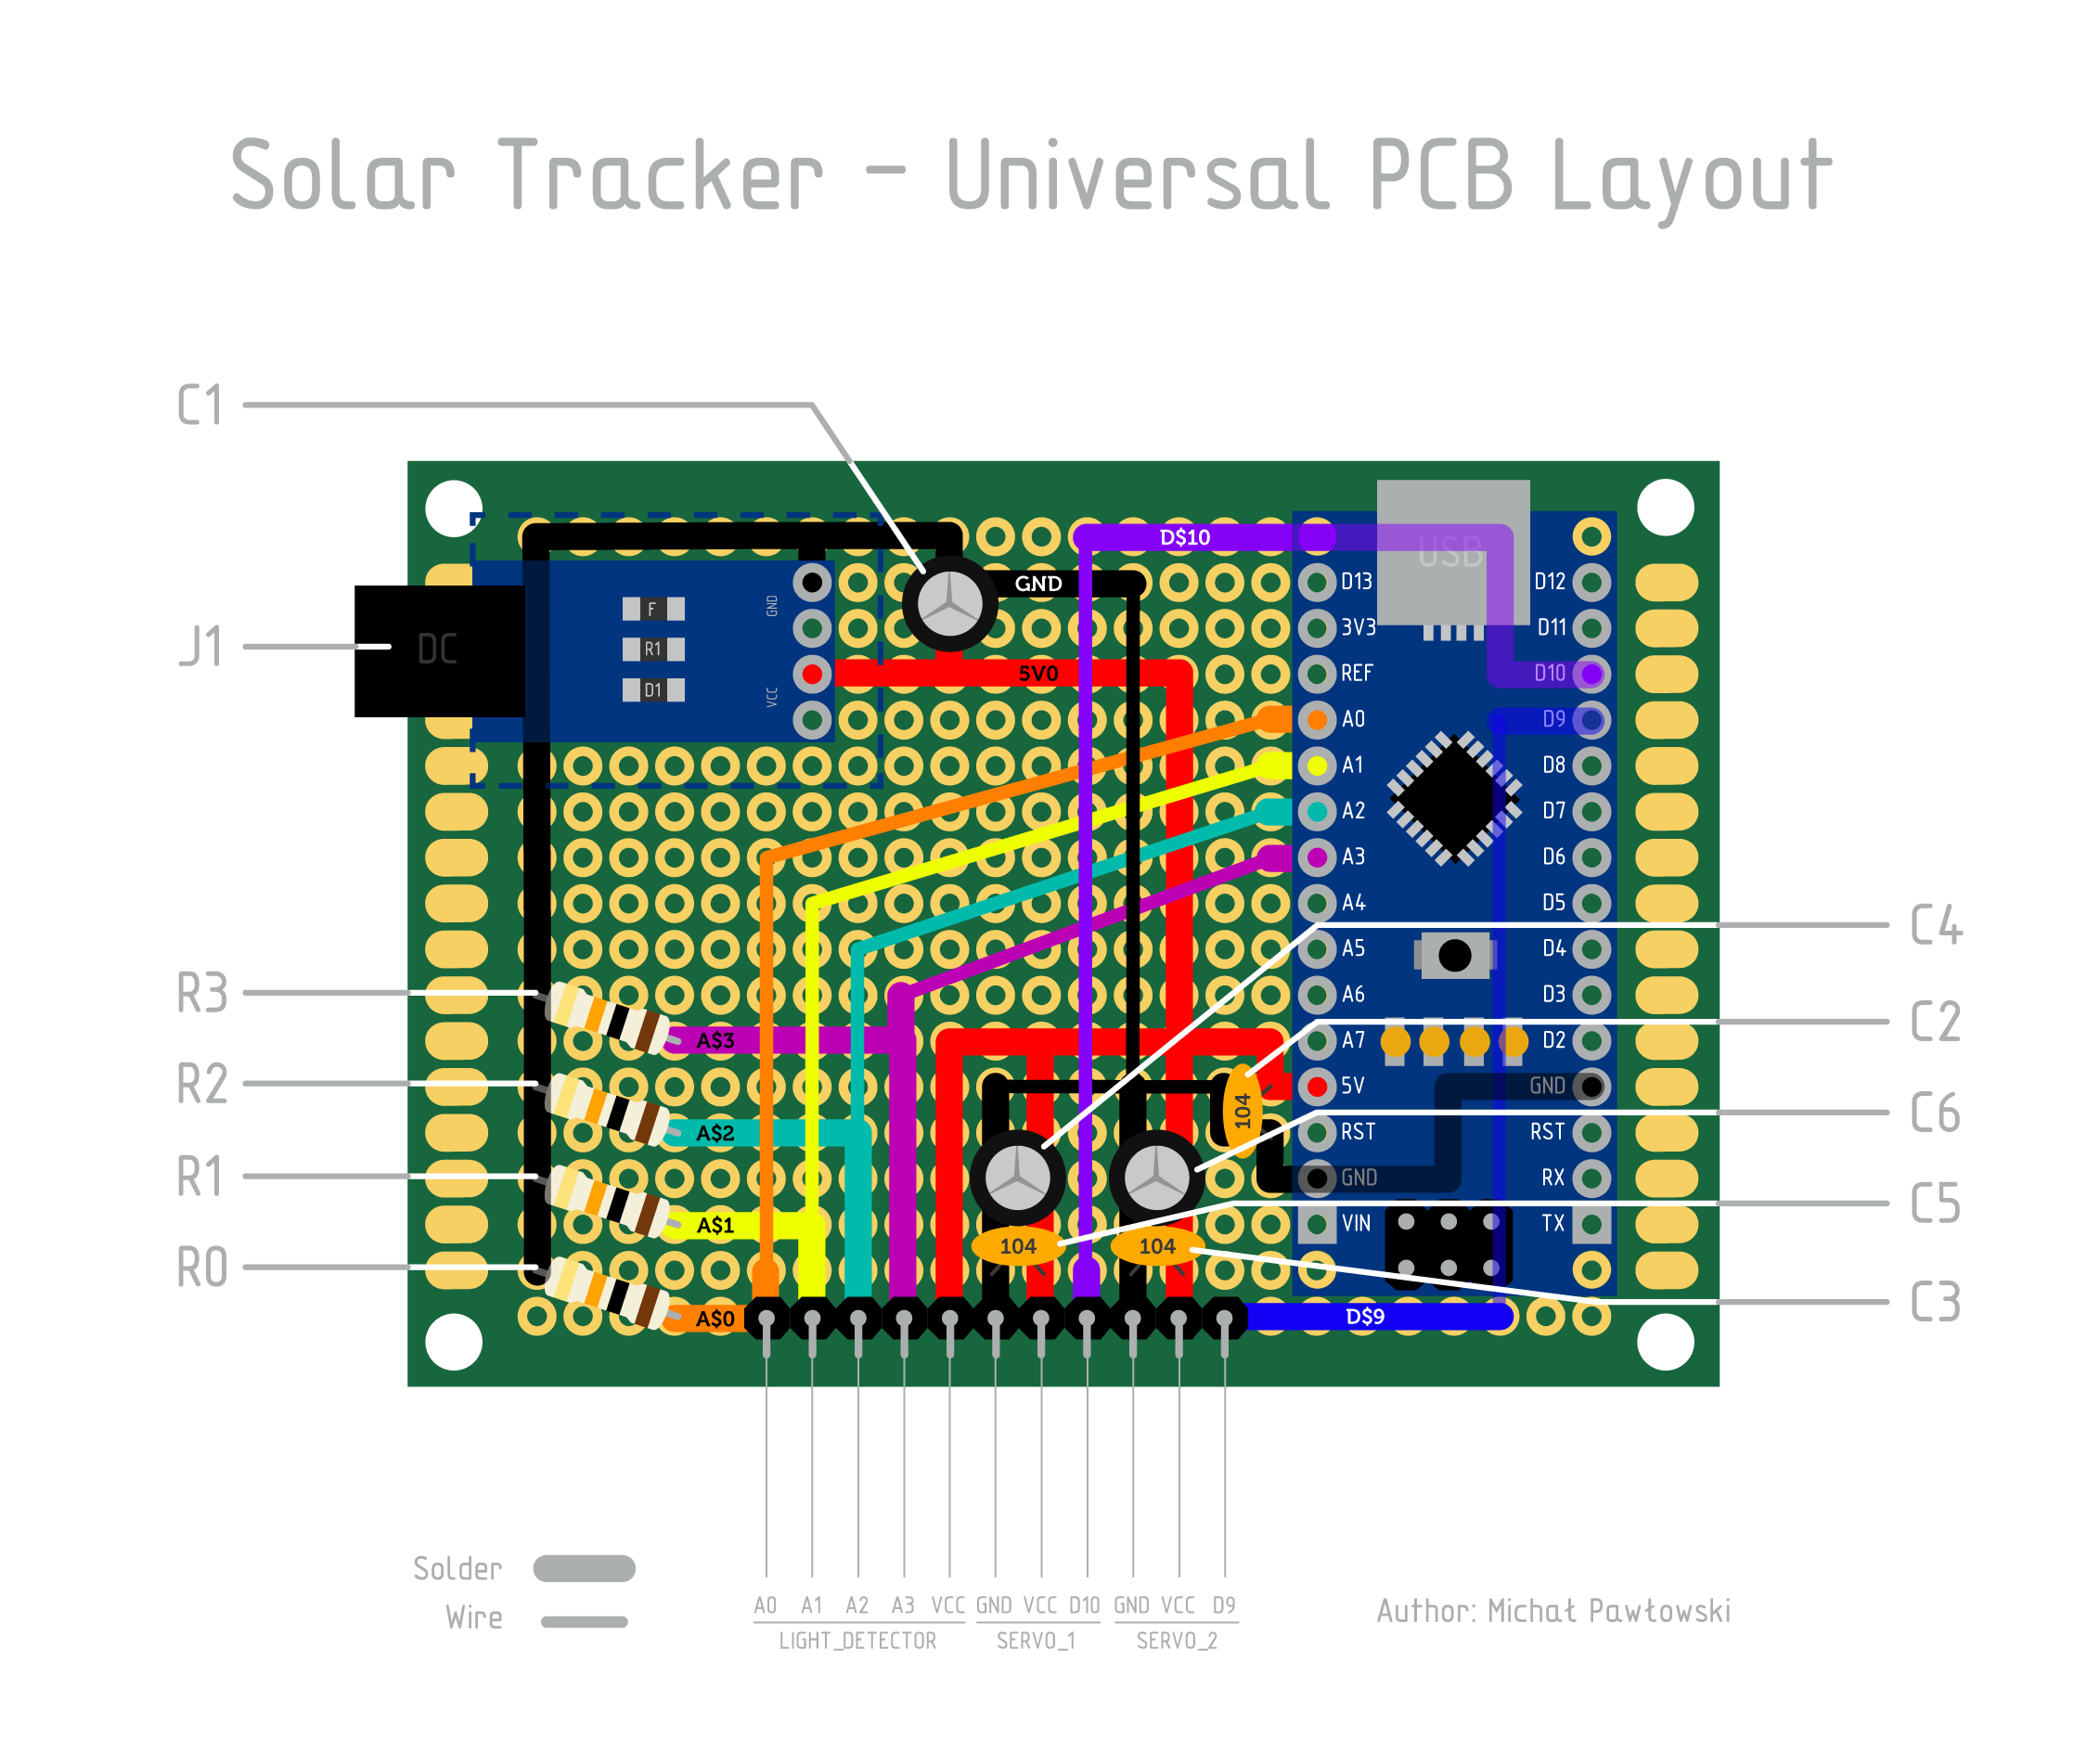 Solar Tracker - Universal PCB Layout
C1
J1
DC
F
R1
D1
GND
VCC
GND
5V0
D$10
USB
D13 D12
3V3 D11
REF D10
A0 D9
A1 D8
A2 D7
A3 D6
A4 D5
A5 D4
A6 D3
A7 D2
5V GND
RST RST
GND RX
VIN TX
C4
C2
C6
C5
C3
R3
R2
R1
R0
A$3
A$2
A$1
A$0
104
104
104
D$9
Solder
Wire
A0 A1 A2 A3 VCC GND VCC D10 GND VCC D9
LIGHT_DETECTOR SERVO_1 SERVO_2
Author: Michał Pawłowski